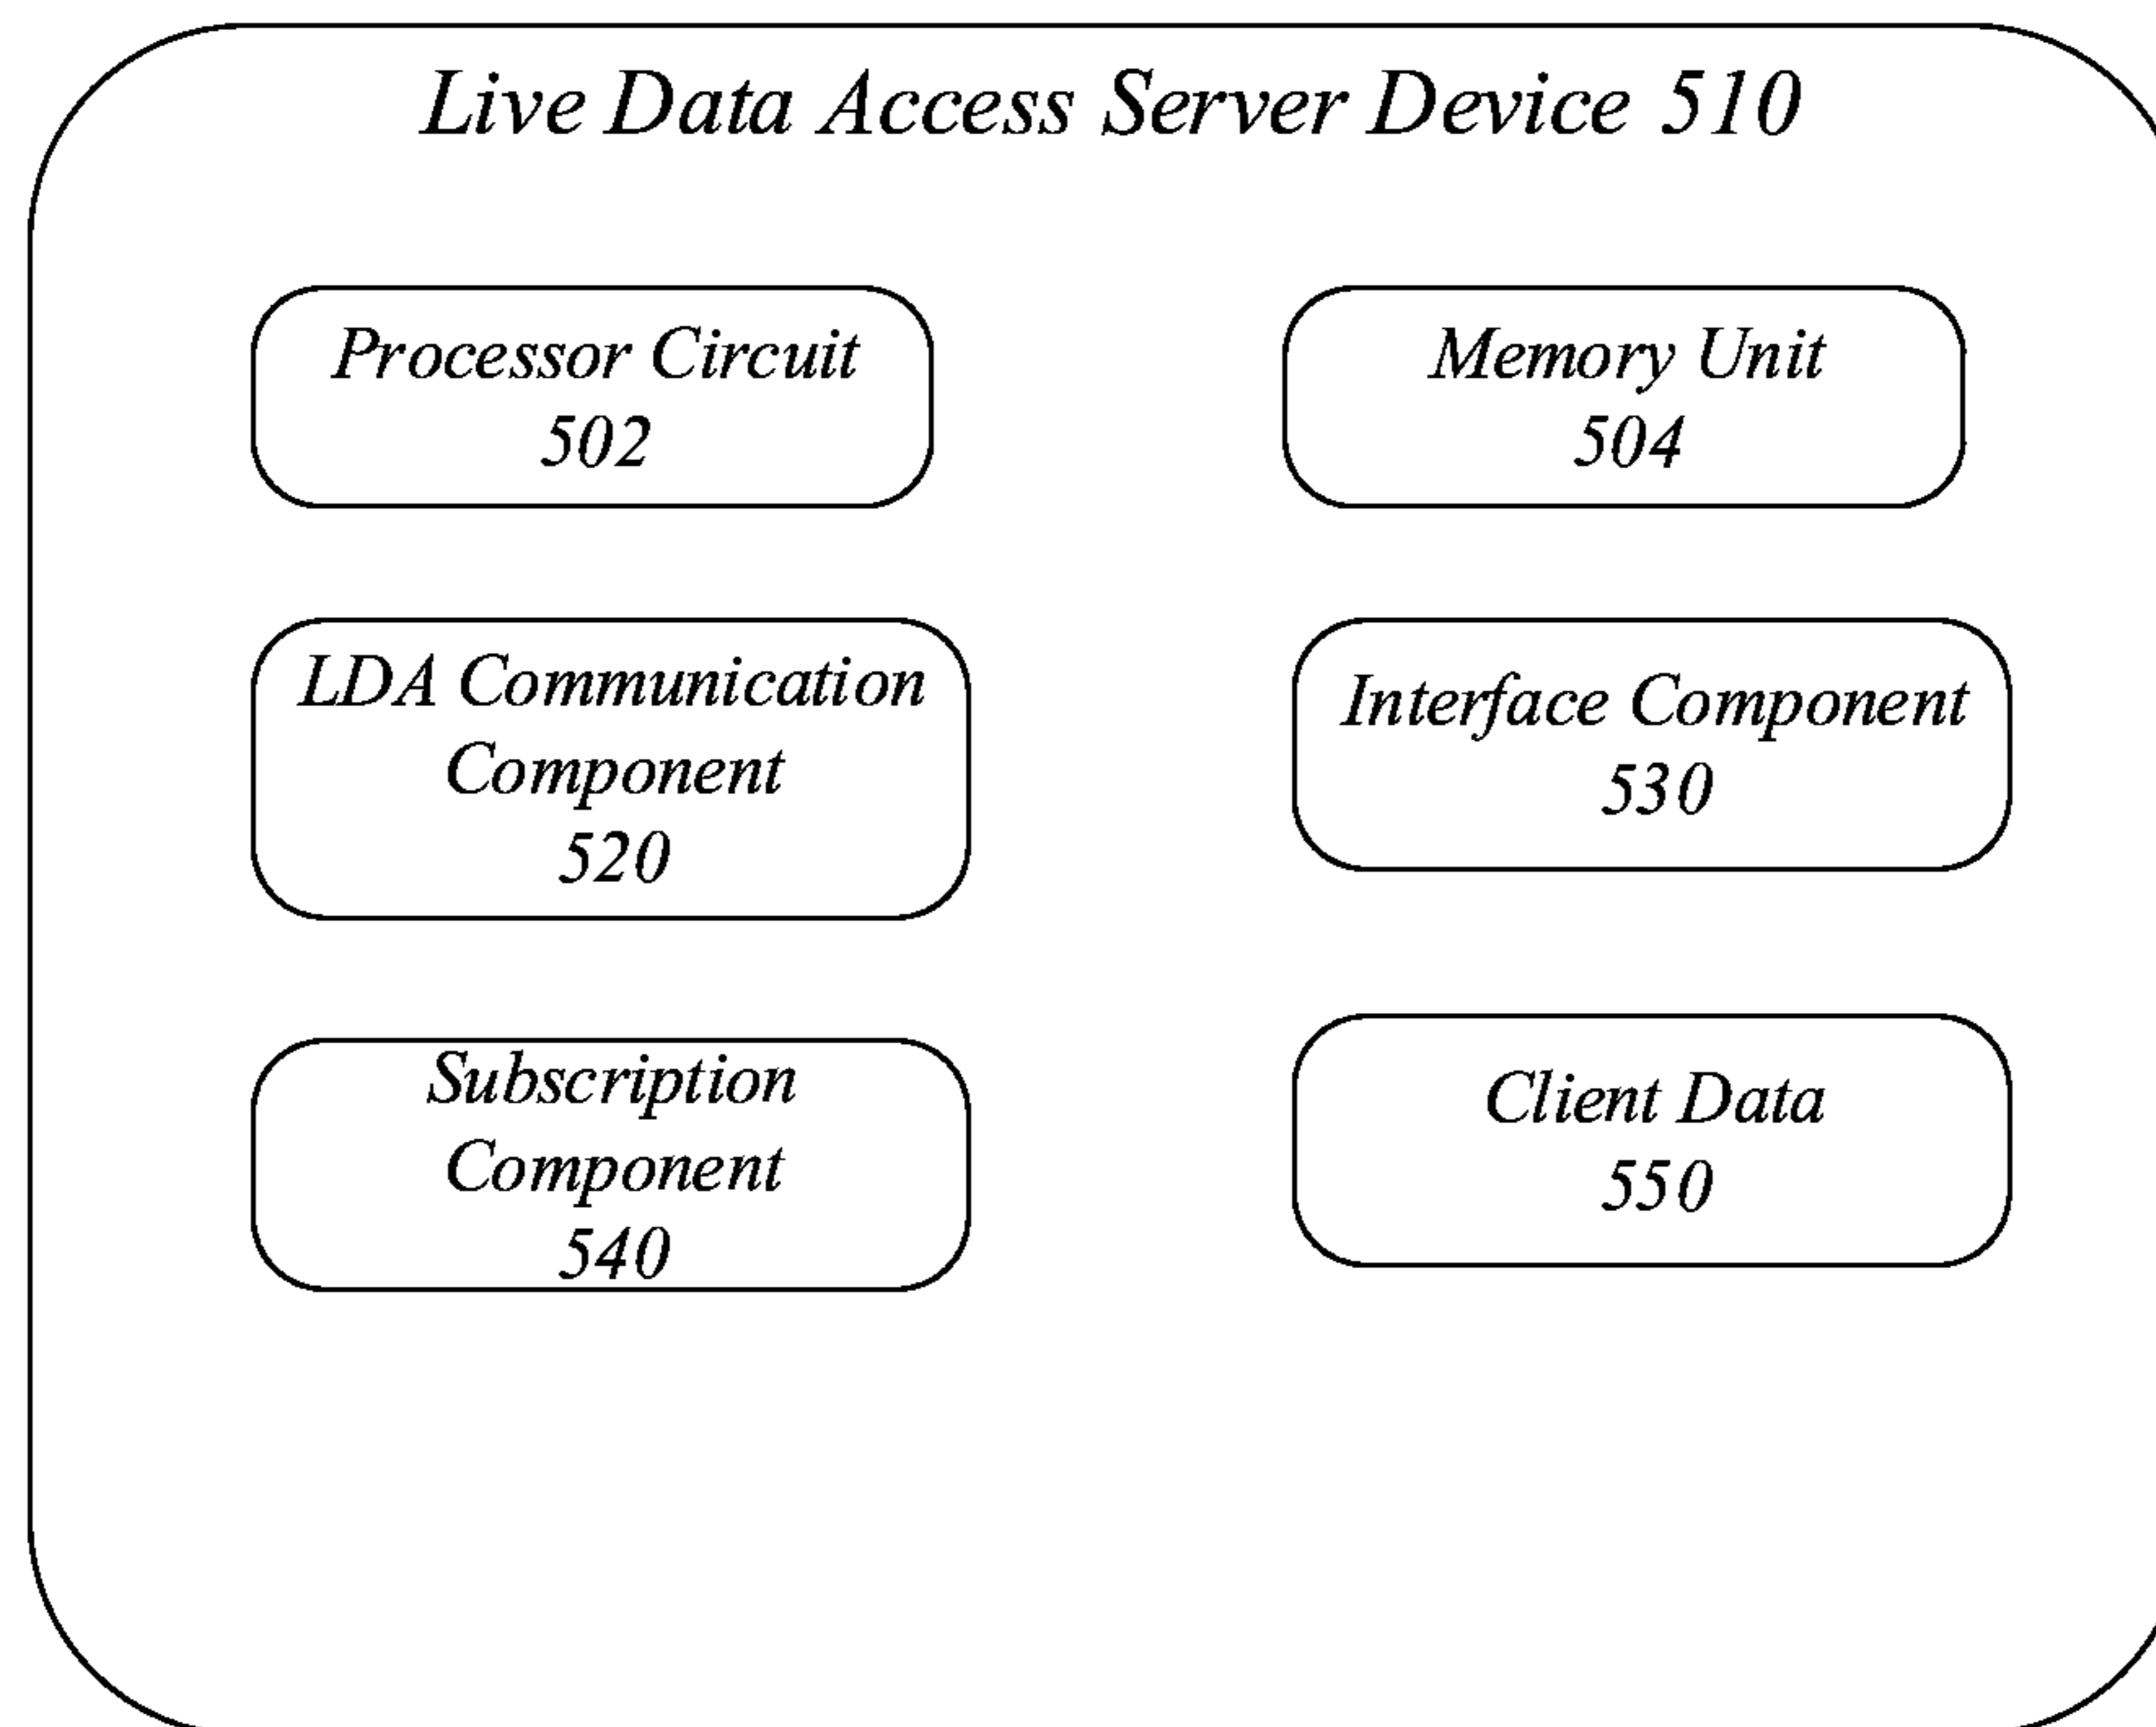 Live Data Access Server Device 510
Processor Circuit
502
Memory Unit
504
LDA Communication
Component
520
Interface Component
530
Subscription
Component
540
Client Data
550